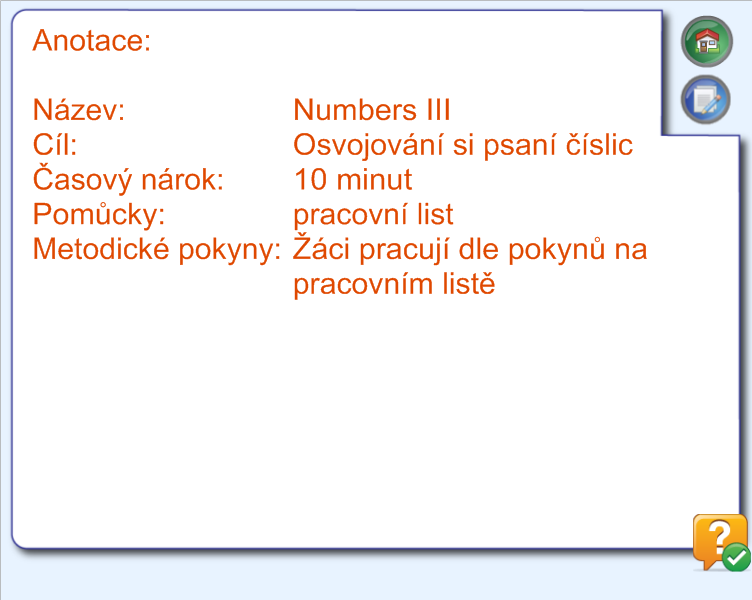 Anotace:
Název: Numbers III
Cíl: Osvojování si psaní číslic
Časový nárok: 10 minut
Pomůcky: pracovní list
Metodické pokyny: Žáci pracují dle pokynů na
pracovním listě